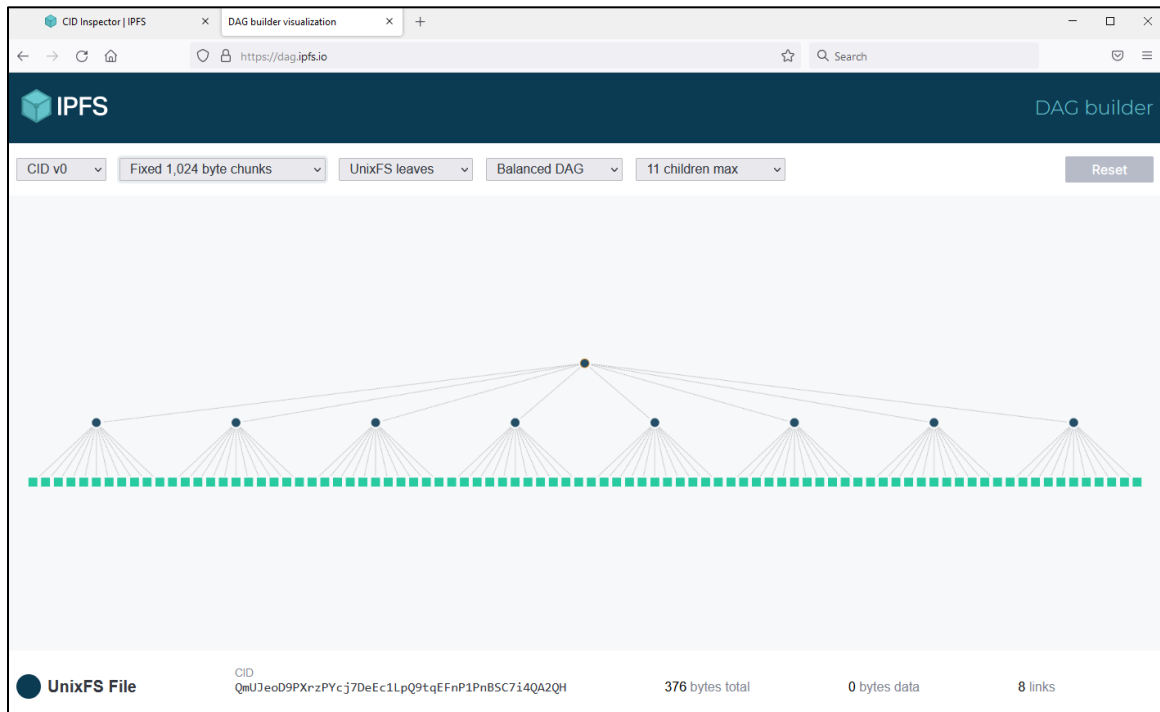 CID Inspector | IPFS
DAG builder visualization
https://dag.ipfs.io
Search
IPFS
DAG builder
CID v0
Fixed 1,024 byte chunks
UnixFS leaves
Balanced DAG
11 children max
Reset
UnixFS File
CID
QmUJeoD9PXrzPYcj7DeEc1LpQ9tqEFnP1PnBSC7i4QA2QH
376 bytes total
0 bytes data
8 links